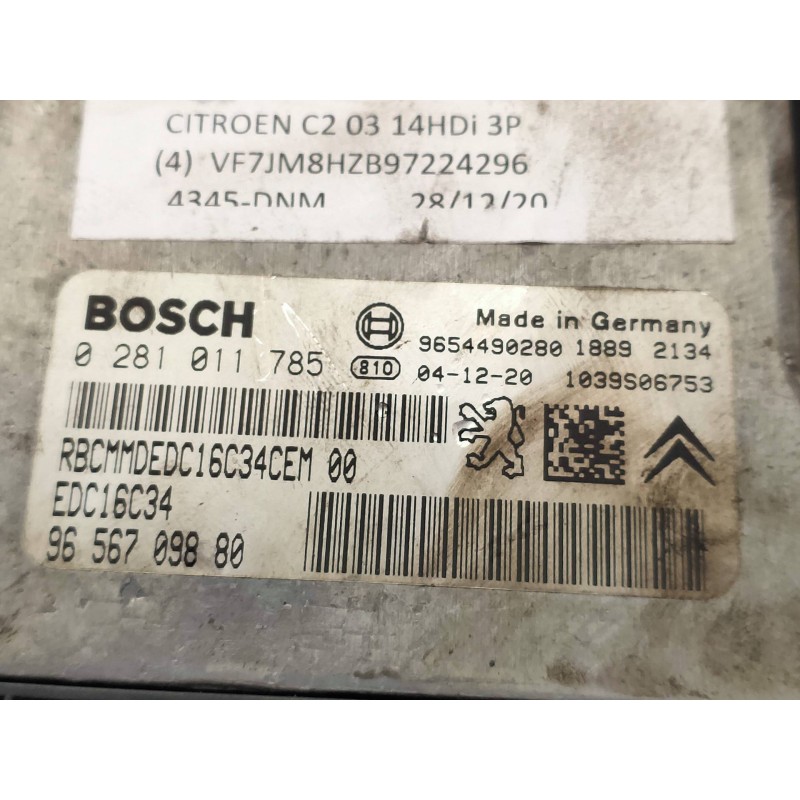 CITROEN C2 03 14HDi 3P
(4) VF7JM8HZB97224296
4345-DNM 28/12/20
BOSCH
Made in Germany
0 281 011 785
9654490280 1889 2134
810 04-12-20 1039S06753
RBCMMDEDC16C34CEM 00
EDC16C34
96 567 098 80